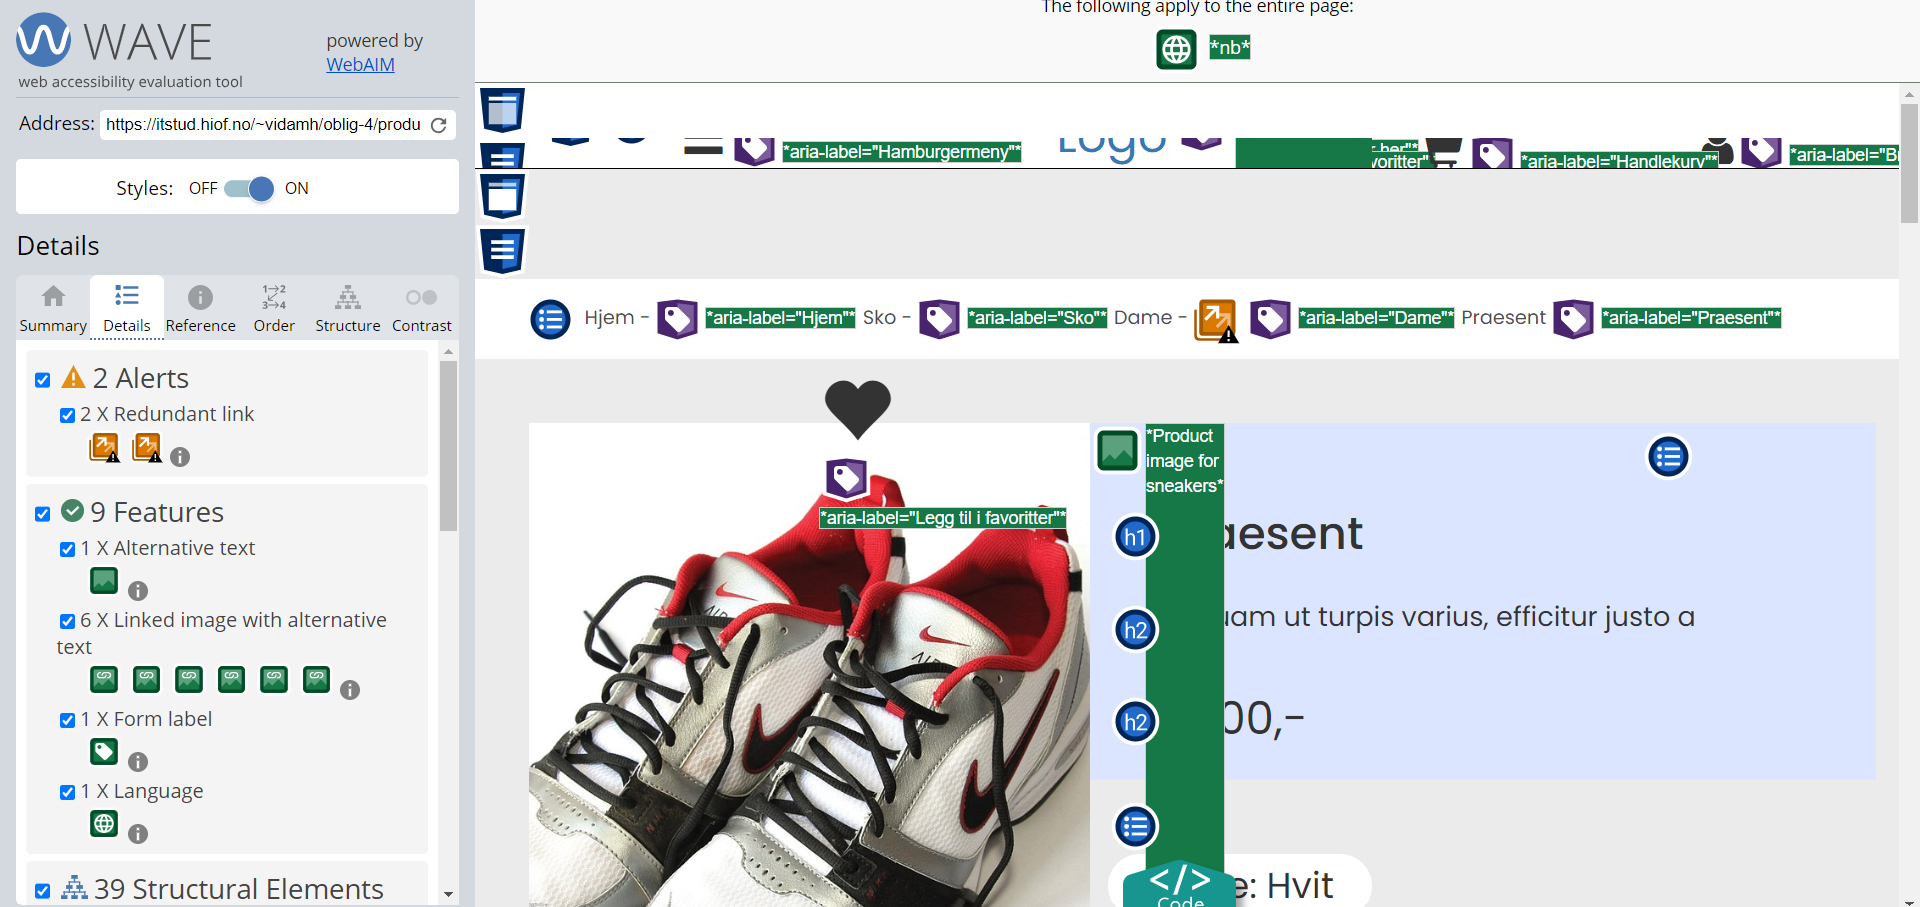 WAVE
powered by
WebAIM
web accessibility evaluation tool
Address: https://itstud.hiof.no/~vidamh/oblig-4/produ
Styles: OFF ON
Details
Summary Details Reference Order Structure Contrast
2 Alerts
2 X Redundant link
9 Features
1 X Alternative text
6 X Linked image with alternative
text
1 X Form label
1 X Language
39 Structural Elements
The following apply to the entire page:
*nb*
*aria-label="Hamburgermeny"*
Logo
*aria-label="Handlekurv"*
Hjem - *aria-label="Hjem"* Sko - *aria-label="Sko"* Dame - *aria-label="Dame"* Praesent *aria-label="Praesent"*
*aria-label="Legg til i favoritter"*
*Product
image for
sneakers*
h1 aesent
h2 uam ut turpis varius, efficitur justo a
h2 00,-
</> e: Hvit
Code